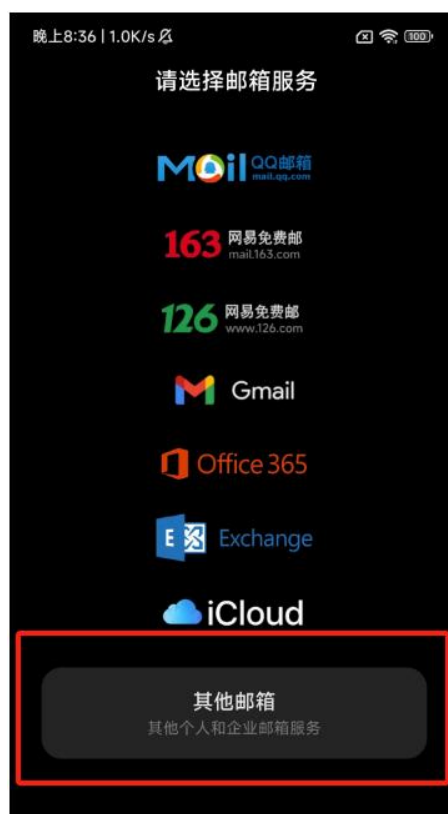 晚上8:36 | 1.0K/s
100
请选择邮箱服务
Mail QQ邮箱
mail.qq.com
163 网易免费邮
mail.163.com
126 网易免费邮
www.126.com
Gmail
Office 365
E Exchange
iCloud
其他邮箱
其他个人和企业邮箱服务